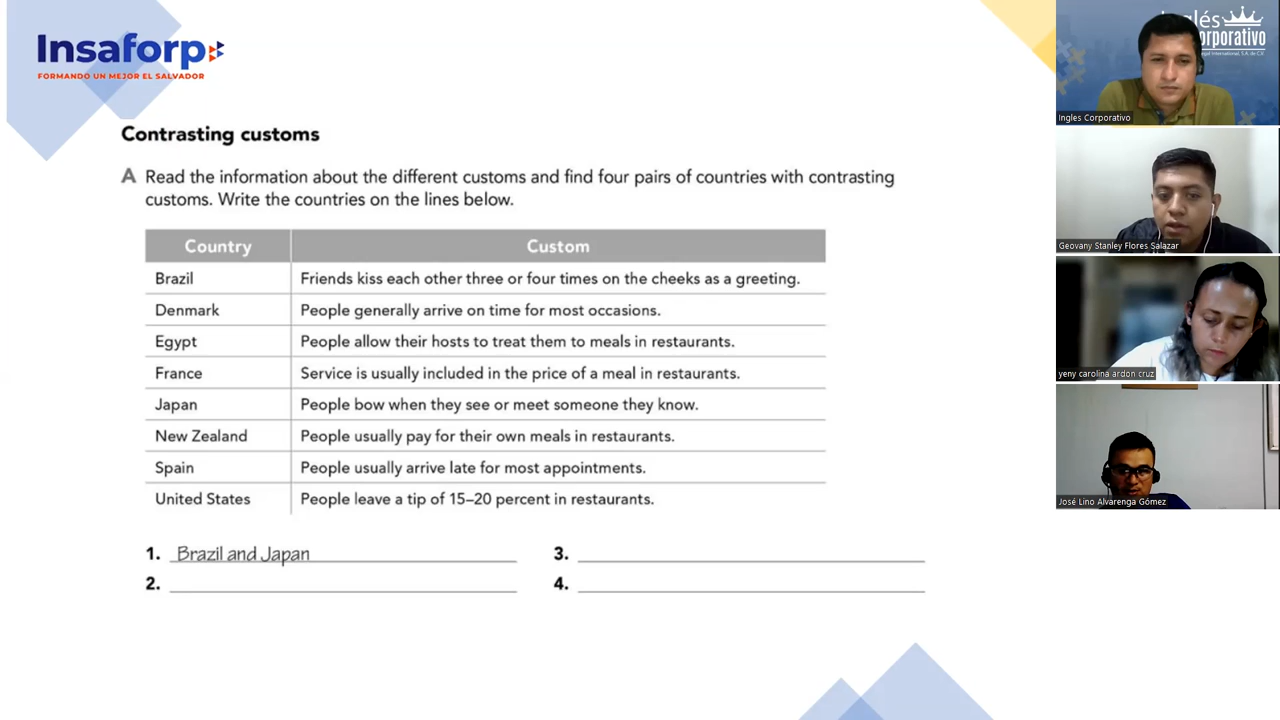 Insaforp
FORMANDO UN MEJOR EL SALVADOR
Contrasting customs
A Read the information about the different customs and find four pairs of countries with contrasting
customs. Write the countries on the lines below.
Country Custom
Brazil Friends kiss each other three or four times on the cheeks as a greeting.
Denmark People generally arrive on time for most occasions.
Egypt People allow their hosts to treat them to meals in restaurants.
France Service is usually included in the price of a meal in restaurants.
Japan People bow when they see or meet someone they know.
New Zealand People usually pay for their own meals in restaurants.
Spain People usually arrive late for most appointments.
United States People leave a tip of 15–20 percent in restaurants.
1. Brazil and Japan 3.
2. 4.
Inglés
Corporativo
Ingles Corporativo
Geovany Stanley Flores Salazar
yeny carolina ardon cruz
José Lino Alvarenga Gómez